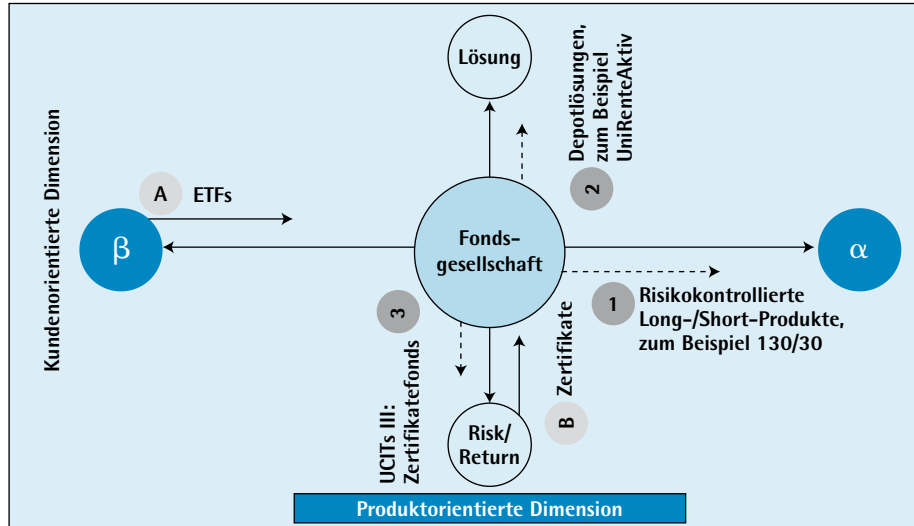 Lösung
Depotlösungen,
zum Beispiel
UniRenteAktiv
2
Kundenorientierte Dimension
A
ETFs
β
Fonds-
gesellschaft
α
1
Risikokontrollierte
Long-/Short-Produkte,
zum Beispiel 130/30
3
UCITs III:
Zertifikatefonds
B
Zertifikate
Risk/
Return
Produktorientierte Dimension